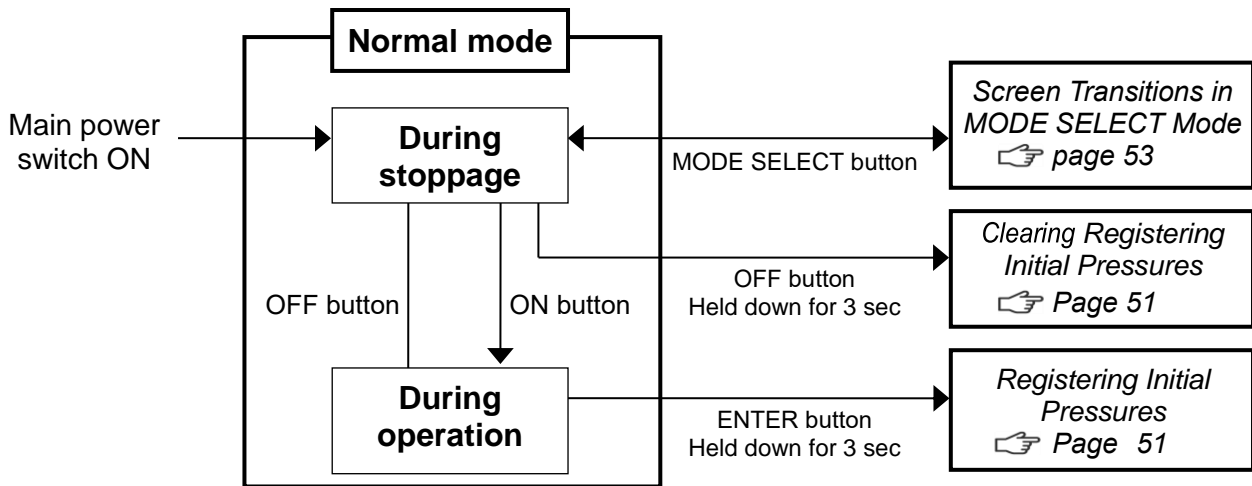 Normal mode
Main power
switch ON
During
stoppage
MODE SELECT button
Screen Transitions in
MODE SELECT Mode
☞ page 53
OFF button
ON button
OFF button
Held down for 3 sec
Clearing Registering
Initial Pressures
☞ Page 51
During
operation
ENTER button
Held down for 3 sec
Registering Initial
Pressures
☞ Page 51